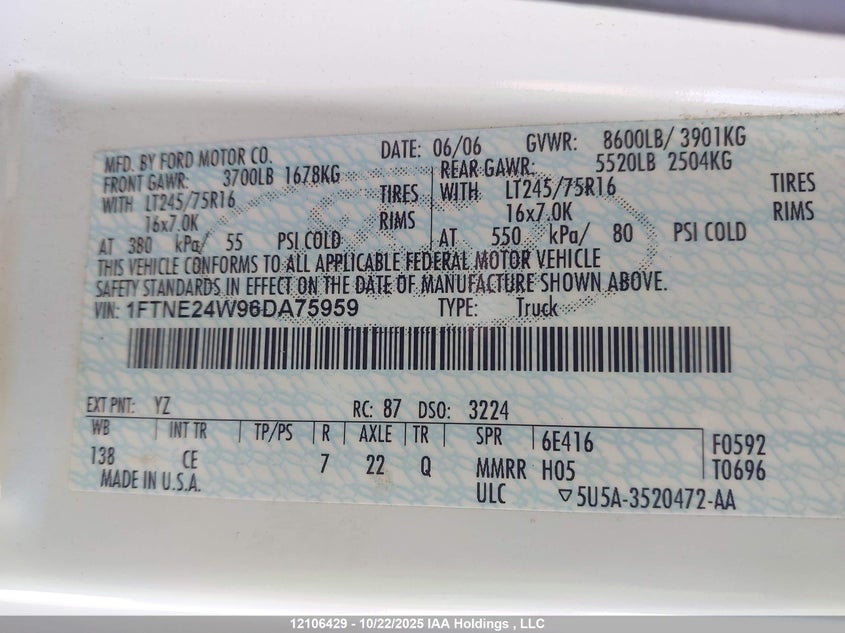 MFD. BY FORD MOTOR CO. DATE: 06/06 GVWR: 8600LB/ 3901KG
FRONT GAWR: 3700LB 1678KG REAR GAWR: 5520LB 2504KG
WITH LT245/75R16 TIRES WITH LT245/75R16 TIRES
16x7.0K RIMS 16x7.0K RIMS
AT 380 kPa/ 55 PSI COLD AT 550 kPa/ 80 PSI COLD
THIS VEHICLE CONFORMS TO ALL APPLICABLE FEDERAL MOTOR VEHICLE
SAFETY STANDARDS IN EFFECT ON THE DATE OF MANUFACTURE SHOWN ABOVE.
VIN: 1FTNE24W96DA75959 TYPE: Truck
EXT PNT: YZ RC: 87 DSO: 3224
WB INT TR TP/PS R AXLE TR SPR 6E416 F0592
138 CE 7 22 Q MMRR H05 T0696
MADE IN U.S.A. ULC ▽5U5A-3520472-AA
12106429 - 10/22/2025 IAA Holdings , LLC